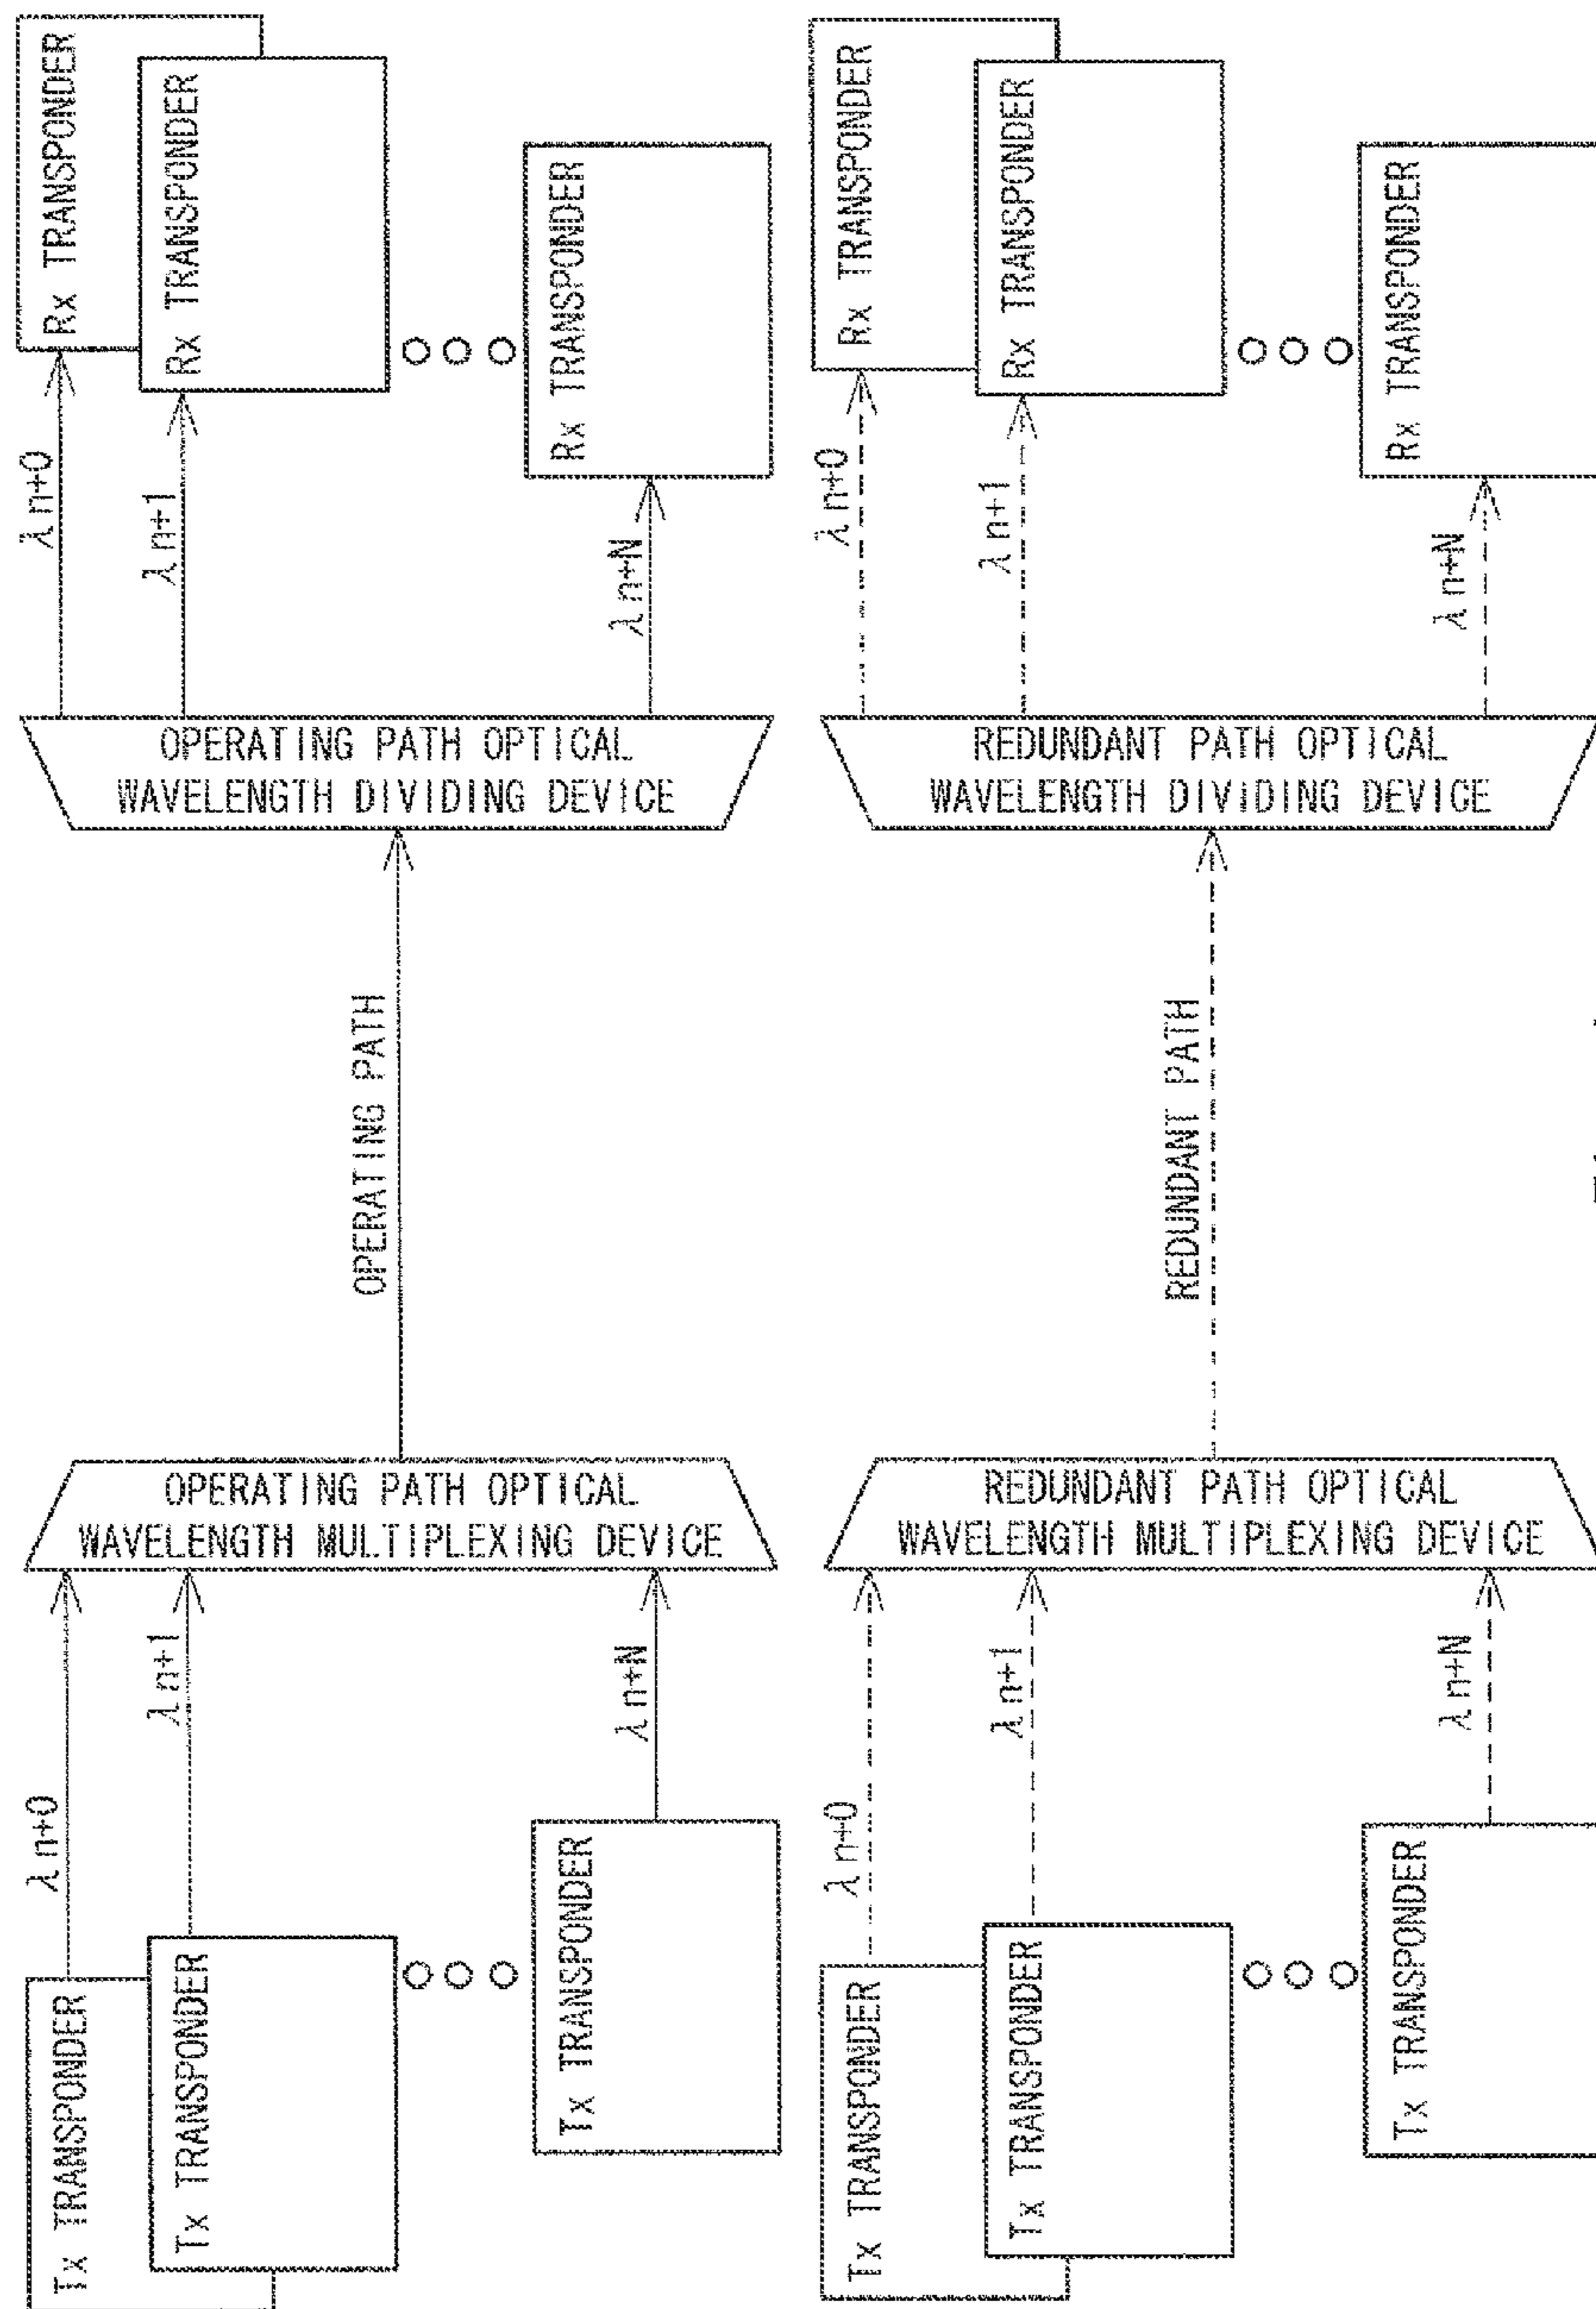 Tx TRANSPONDER
Tx TRANSPONDER
Tx TRANSPONDER
λn+0
λn+1
λn+N
OPERATING PATH OPTICAL
WAVELENGTH MULTIPLEXING DEVICE
OPERATING PATH
OPERATING PATH OPTICAL
WAVELENGTH DIVIDING DEVICE
λn+0
λn+1
λn+N
Rx TRANSPONDER
Rx TRANSPONDER
Rx TRANSPONDER
Tx TRANSPONDER
Tx TRANSPONDER
Tx TRANSPONDER
λn+0
λn+1
λn+N
REDUNDANT PATH OPTICAL
WAVELENGTH MULTIPLEXING DEVICE
REDUNDANT PATH
REDUNDANT PATH OPTICAL
WAVELENGTH DIVIDING DEVICE
λn+0
λn+1
λn+N
Rx TRANSPONDER
Rx TRANSPONDER
Rx TRANSPONDER